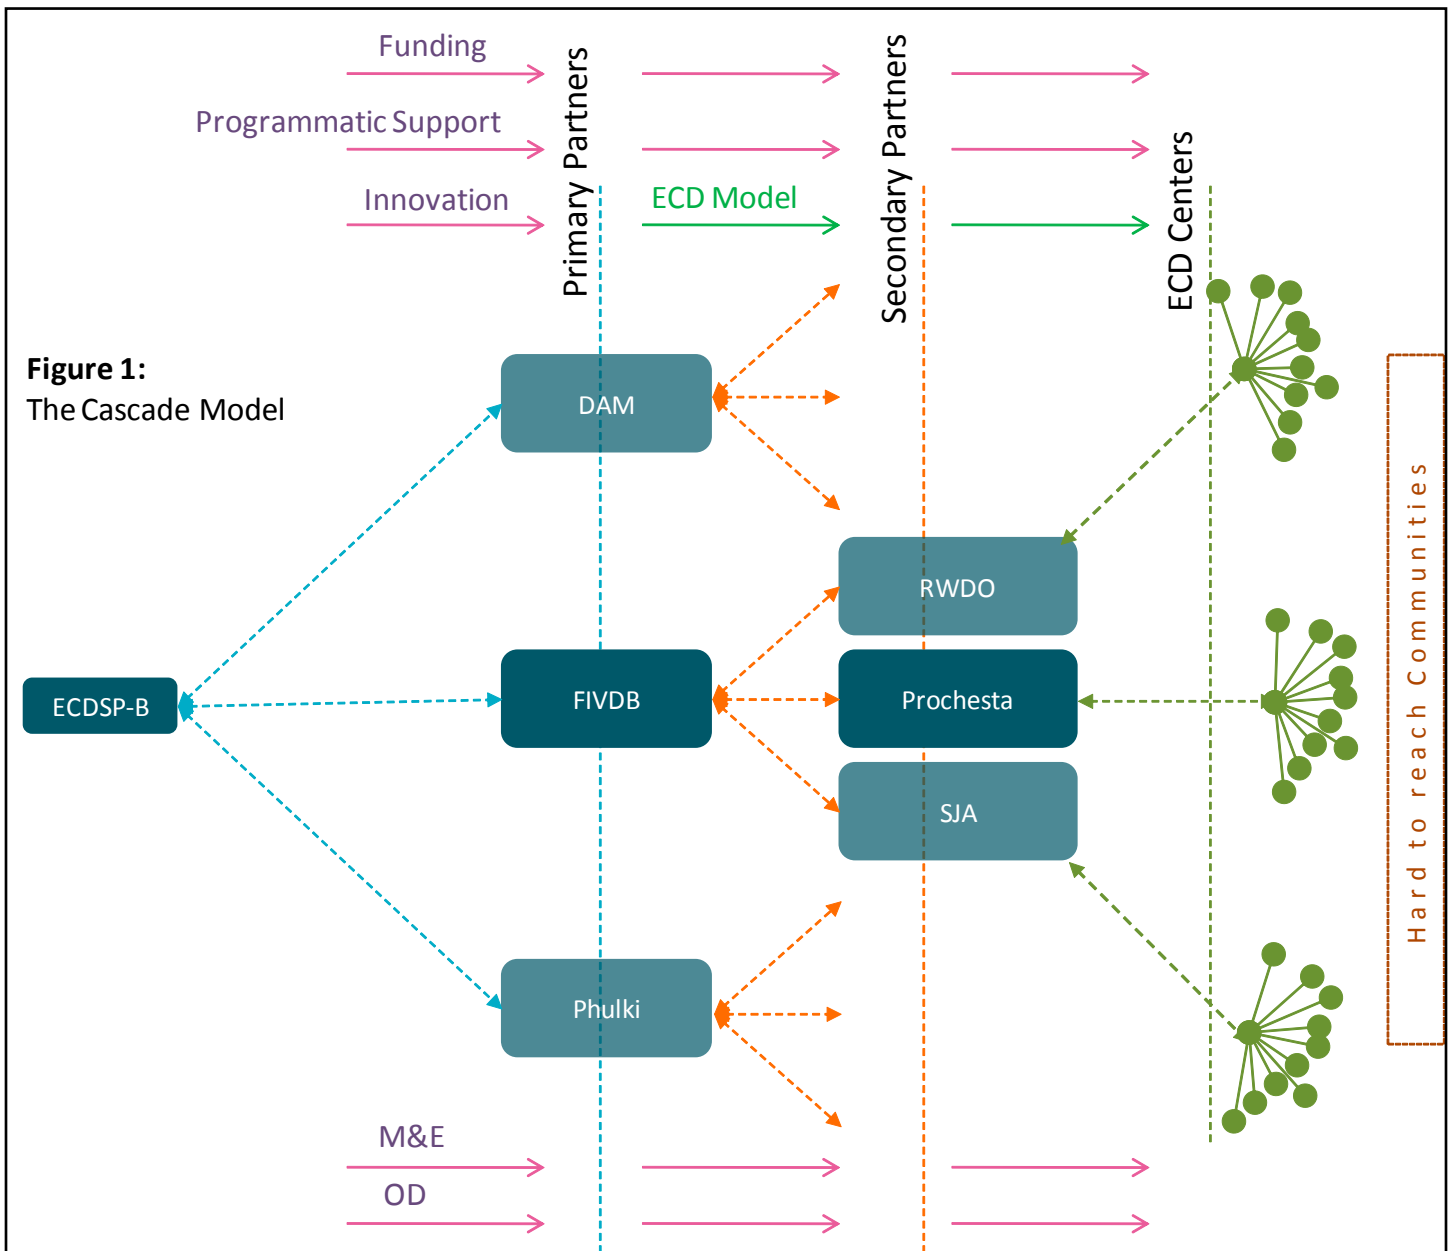 Funding
Programmatic Support
Innovation
ECD Model
Primary Partners
Secondary Partners
ECD Centers
Figure 1:
The Cascade Model
DAM
RWDO
ECDSP-B
FIVDB
Prochesta
SJA
Phulki
Hard to reach Communities
M&E
OD